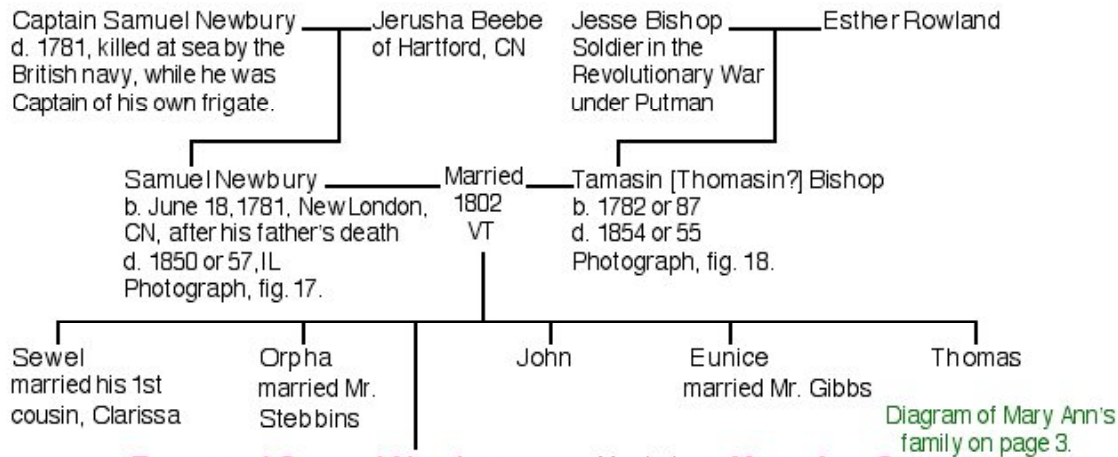 Captain Samuel Newbury
d. 1781, killed at sea by the
British navy, while he was
Captain of his own frigate.
Jerusha Beebe
of Hartford, CN
Jesse Bishop
Soldier in the
Revolutionary War
under Putman
Esther Rowland
Samuel Newbury
b. June 18, 1781, New London,
CN, after his father's death
d. 1850 or 57, IL
Photograph, fig. 17.
Married
1802
VT
Tamasin [Thomasin?] Bishop
b. 1782 or 87
d. 1854 or 55
Photograph, fig. 18.
Sewel
married his 1st
cousin, Clarissa
Orpha
married Mr.
Stebbins
John
Eunice
married Mr. Gibbs
Thomas
Diagram of Mary Ann's
family on page 3.